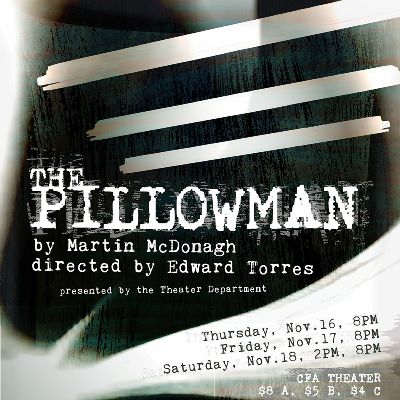 THE
PILLOWMAN
by Martin McDonagh
directed by Edward Torres
presented by the Theater Department
Thursday, Nov.16, 8PM
Friday, Nov.17, 8PM
Saturday, Nov.18, 2PM, 8PM
CFA THEATER
$8 A, $5 B, $4 C